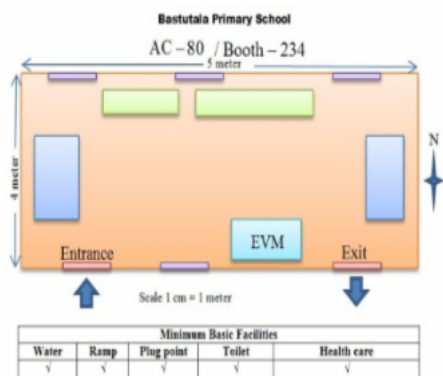 Bastutala Primary School
AC – 80 / Booth – 234
5 meter
4 meter
N
Entrance
EVM
Exit
Scale 1 cm = 1 meter
Minimum Basic Facilities
Water Ramp Plug point Toilet Health care
√ √ √ √ √